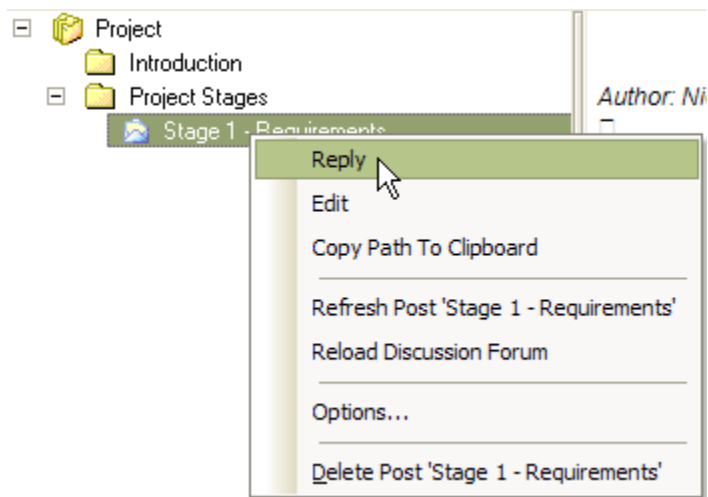 Project
Introduction
Project Stages
Author:
Stage 1 - Requirements
Reply
Edit
Copy Path To Clipboard
Refresh Post 'Stage 1 - Requirements'
Reload Discussion Forum
Options...
Delete Post 'Stage 1 - Requirements'